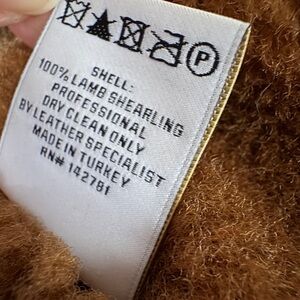 P
SHELL:
100% LAMB SHEARLING
PROFESSIONAL
DRY CLEAN ONLY
BY LEATHER SPECIALIST
MADE IN TURKEY
RN# 142781